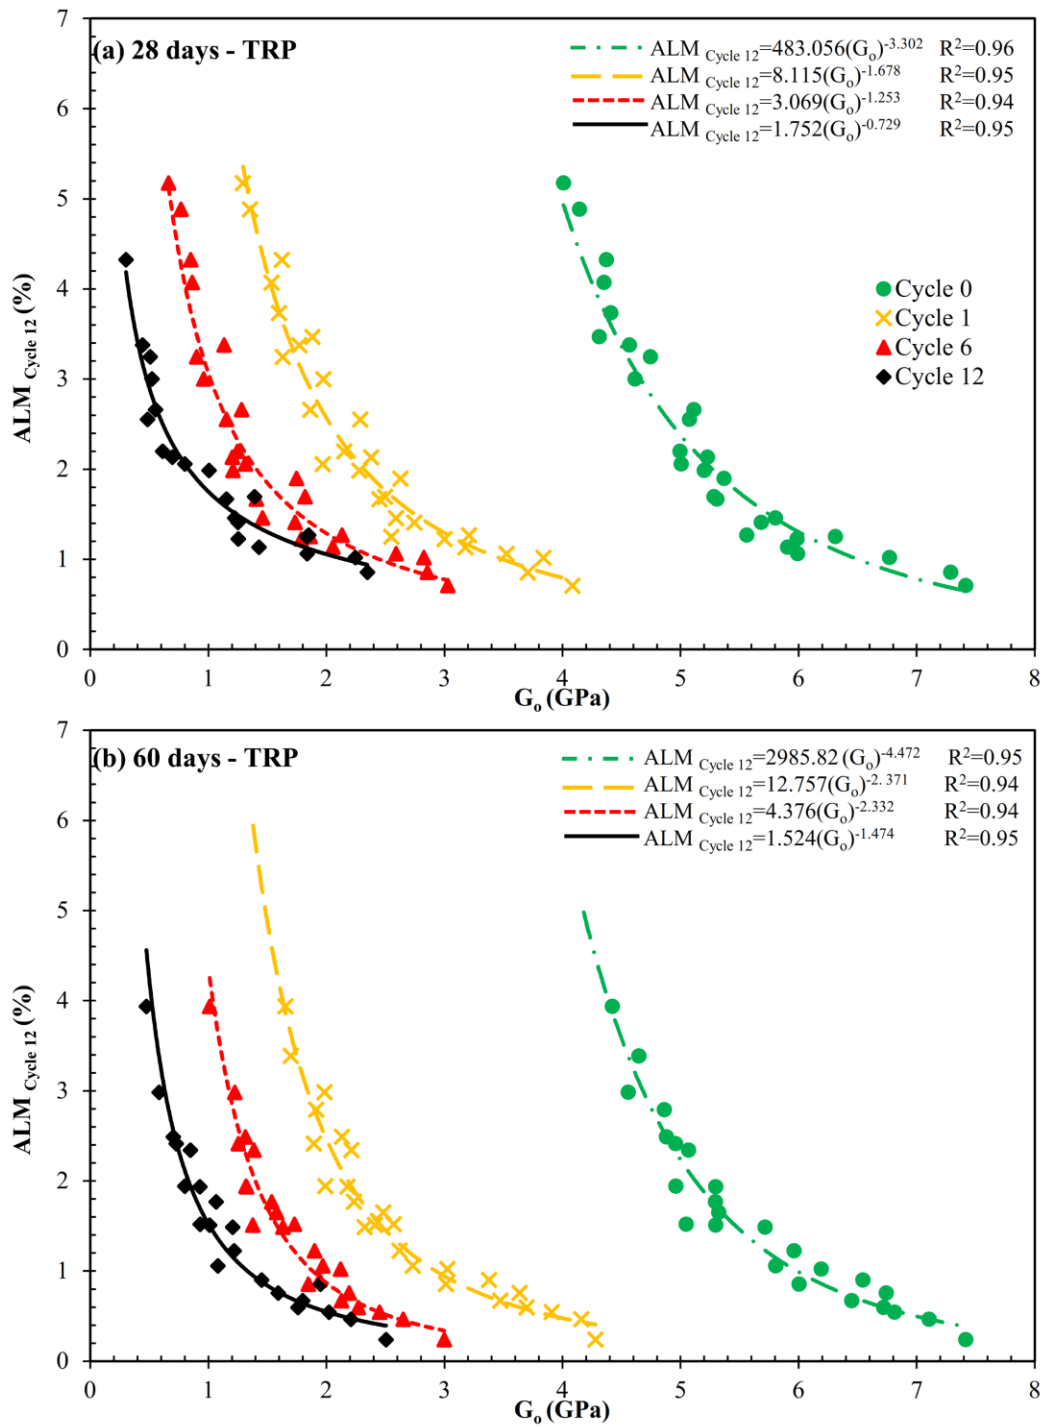 7
(a) 28 days - TRP
ALM Cycle 12=483.056(Go)-3.302 R2=0.96
ALM Cycle 12=8.115(Go)-1.678 R2=0.95
ALM Cycle 12=3.069(Go)-1.253 R2=0.94
ALM Cycle 12=1.752(Go)-0.729 R2=0.95
6
5
4
3
2
1
0
Cycle 0
Cycle 1
Cycle 6
Cycle 12
ALM Cycle 12 (%)
0 1 2 3 4 5 6 7 8
Go (GPa)
7
(b) 60 days - TRP
ALM Cycle 12=2985.82(Go)-4.472 R2=0.95
ALM Cycle 12=12.757(Go)-2.371 R2=0.94
ALM Cycle 12=4.376(Go)-2.332 R2=0.94
ALM Cycle 12=1.524(Go)-1.474 R2=0.95
6
5
4
3
2
1
0
ALM Cycle 12 (%)
0 1 2 3 4 5 6 7 8
Go (GPa)